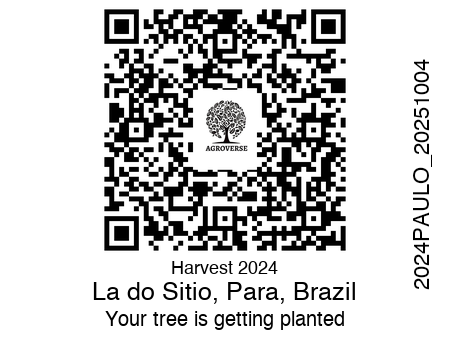 AGROVERSE
Harvest 2024
La do Sitio, Para, Brazil
Your tree is getting planted
2024PAULO_20251004